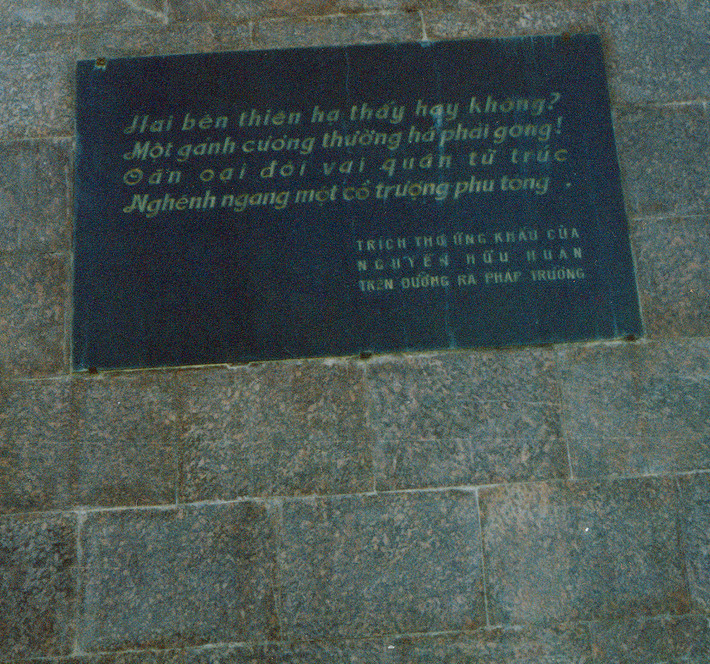 Hai bên thiên hạ thấy hay không?
Một gánh cương thường há phải gông!
Oằn oại đôi vai quân tử trúc
Nghênh ngang một cổ trượng phu tòng.
TRÍCH THƠ ỨNG KHẨU CỦA
NGUYỄN HỮU HUÂN
TRÊN ĐƯỜNG RA PHÁP TRƯỜNG